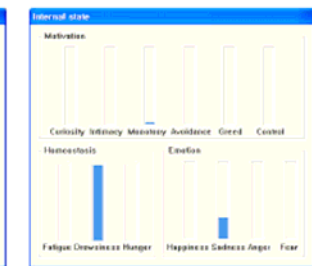 Internal state
Motivation
Curiosity Intimacy Monotony Avoidance Greed Control
Homeostasis Emotion
Fatigue Drowsiness Hunger Happiness Sadness Anger Fear